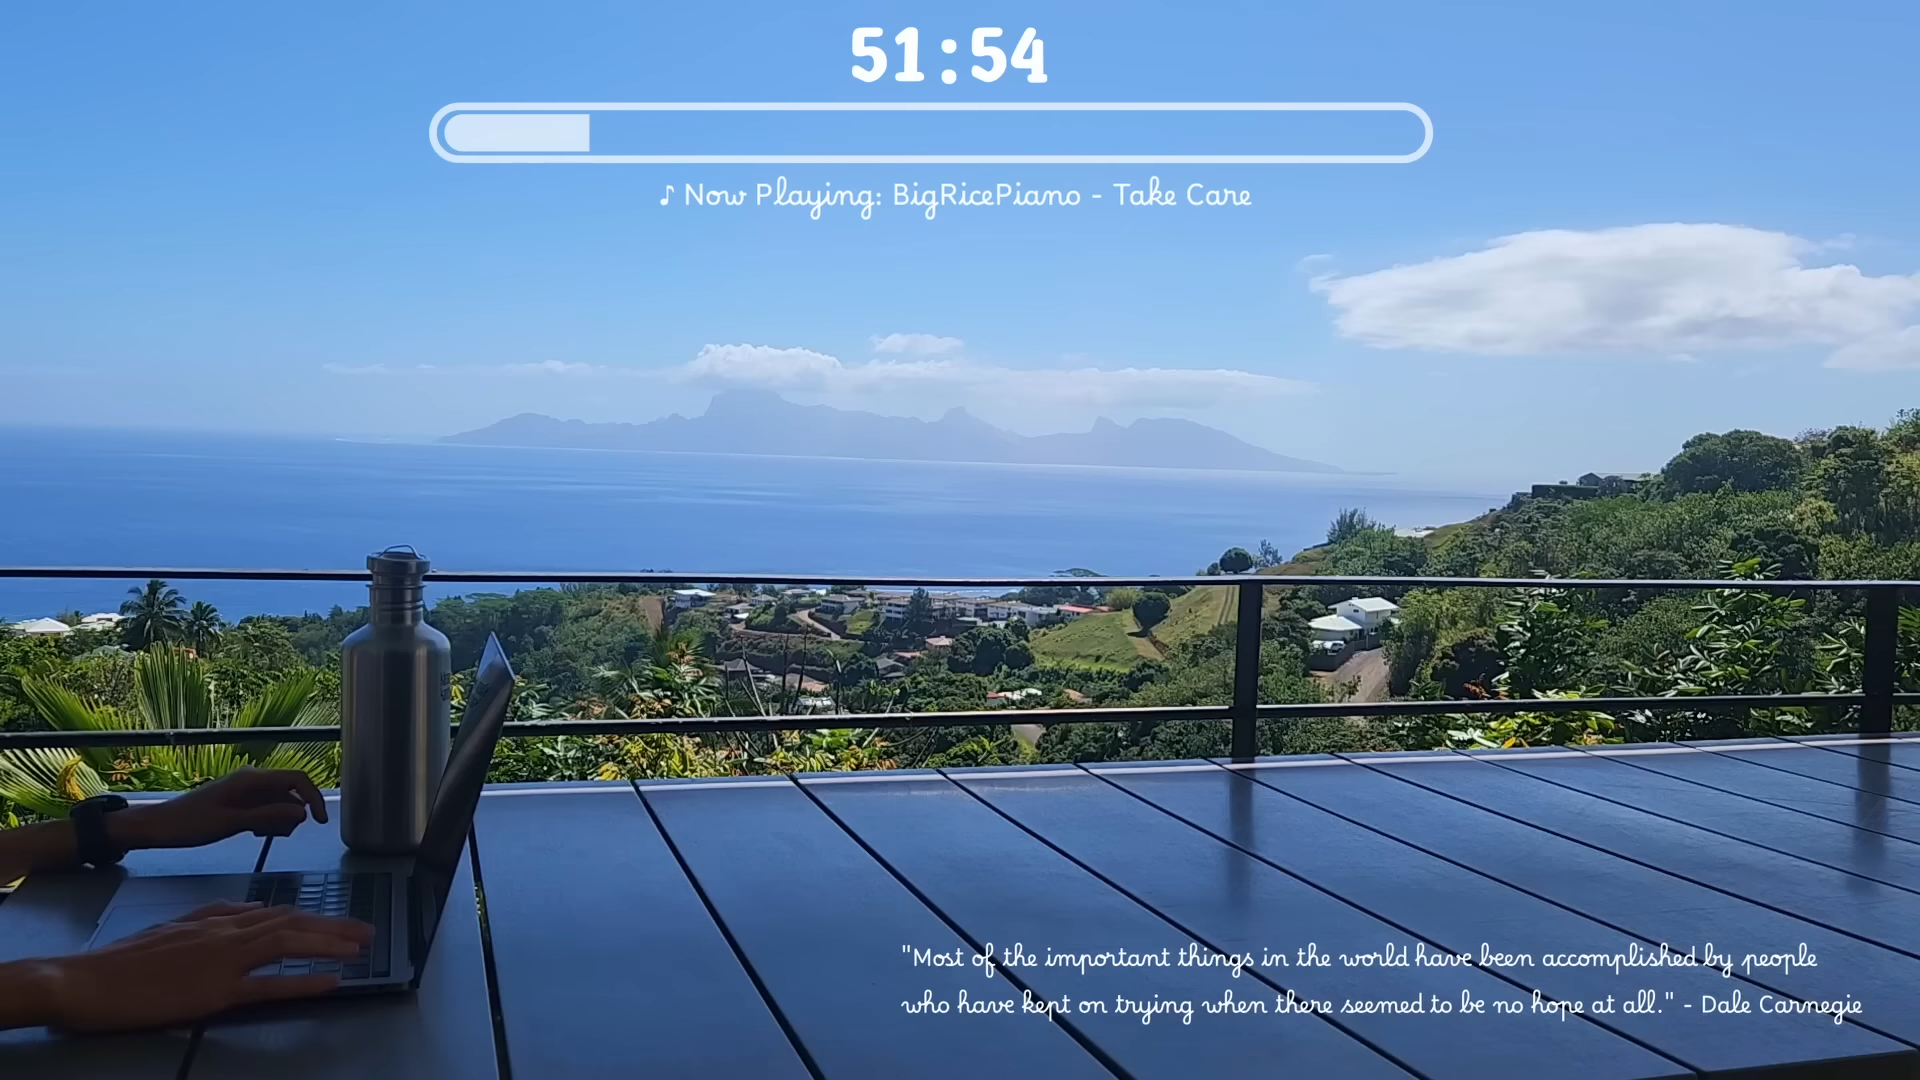 51:54
♪ Now Playing: BigRicePiano - Take Care
"Most of the important things in the world have been accomplished by people
who have kept on trying when there seemed to be no hope at all." - Dale Carnegie